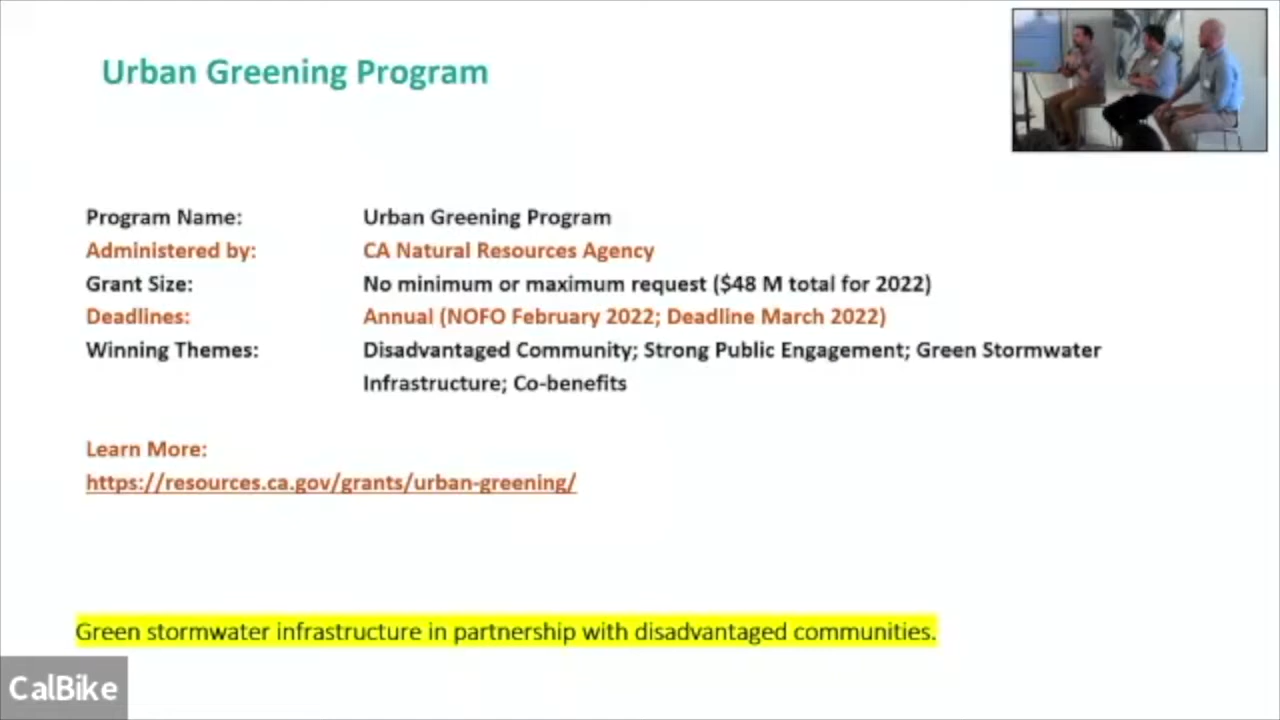 Urban Greening Program
Program Name: Urban Greening Program
Administered by: CA Natural Resources Agency
Grant Size: No minimum or maximum request ($48 M total for 2022)
Deadlines: Annual (NOFO February 2022; Deadline March 2022)
Winning Themes: Disadvantaged Community; Strong Public Engagement; Green Stormwater
Infrastructure; Co-benefits
Learn More:
https://resources.ca.gov/grants/urban-greening/
Green stormwater infrastructure in partnership with disadvantaged communities.
CalBike